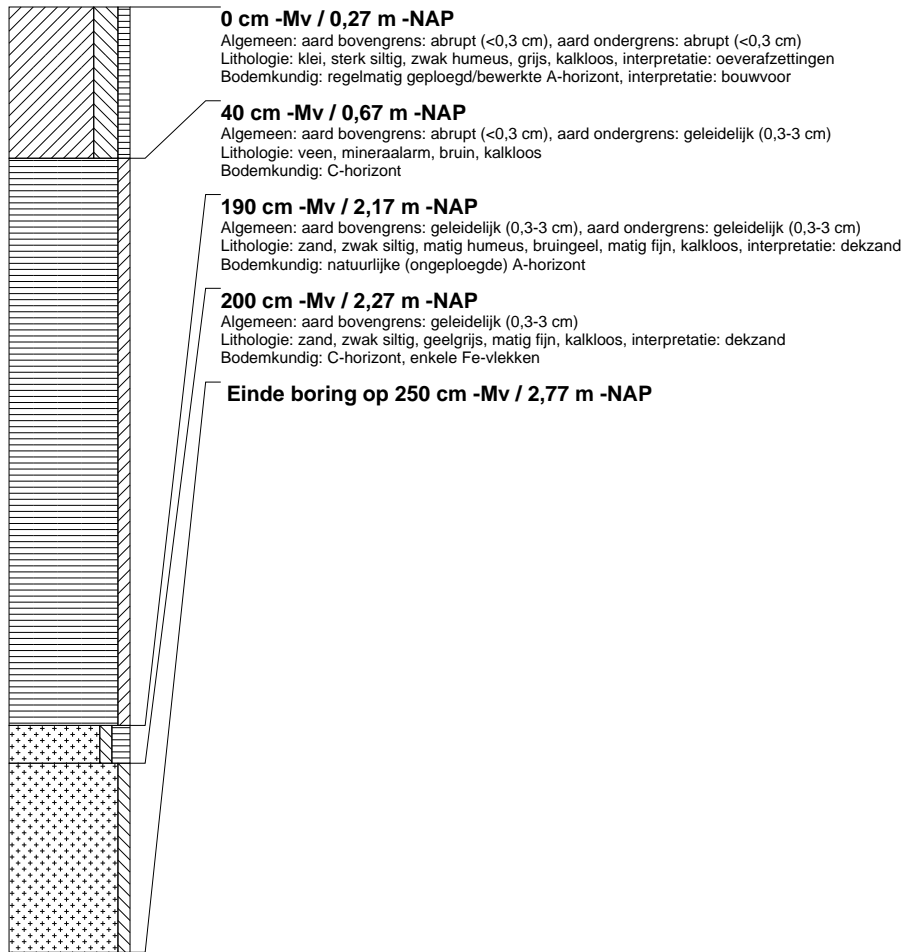 0 cm -Mv / 0,27 m -NAP
Algemeen: aard bovengrens: abrupt (<0,3 cm), aard ondergrens: abrupt (<0,3 cm)
Lithologie: klei, sterk siltig, zwak humeus, grijs, kalkloos, interpretatie: oeverafzettingen
Bodemkundig: regelmatig geploegd/bewerkte A-horizont, interpretatie: bouwvoor
40 cm -Mv / 0,67 m -NAP
Algemeen: aard bovengrens: abrupt (<0,3 cm), aard ondergrens: geleidelijk (0,3-3 cm)
Lithologie: veen, mineraalarm, bruin, kalkloos
Bodemkundig: C-horizont
190 cm -Mv / 2,17 m -NAP
Algemeen: aard bovengrens: geleidelijk (0,3-3 cm), aard ondergrens: geleidelijk (0,3-3 cm)
Lithologie: zand, zwak siltig, matig humeus, bruingeel, matig fijn, kalkloos, interpretatie: dekzand
Bodemkundig: natuurlijke (ongeploegde) A-horizont
200 cm -Mv / 2,27 m -NAP
Algemeen: aard bovengrens: geleidelijk (0,3-3 cm)
Lithologie: zand, zwak siltig, geelgrijs, matig fijn, kalkloos, interpretatie: dekzand
Bodemkundig: C-horizont, enkele Fe-vlekken
Einde boring op 250 cm -Mv / 2,77 m -NAP